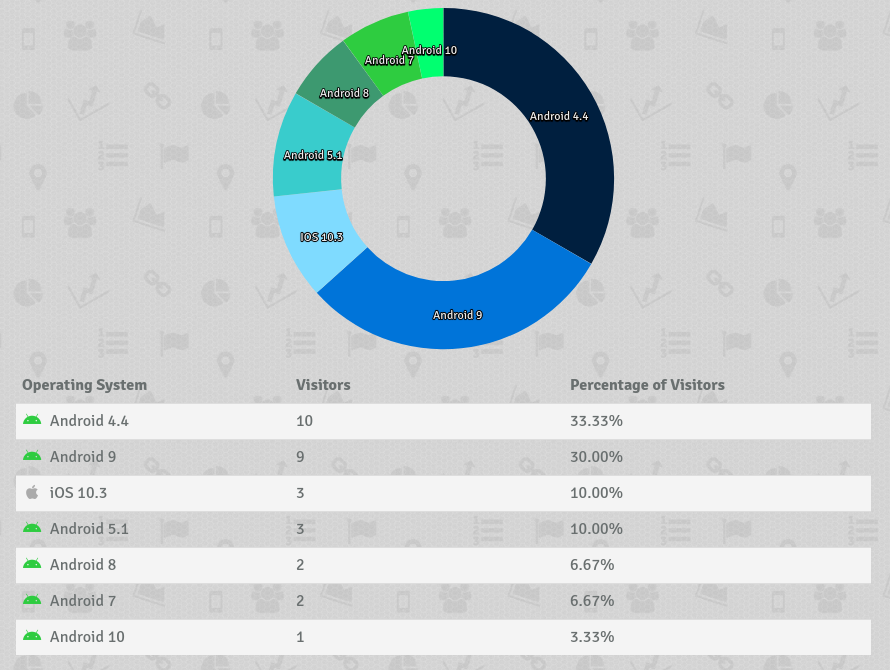 Android 10
Android 7
Android 8
Android 4.4
Android 5.1
iOS 10.3
Android 9
Operating System Visitors Percentage of Visitors
Android 4.4 10 33.33%
Android 9 9 30.00%
iOS 10.3 3 10.00%
Android 5.1 3 10.00%
Android 8 2 6.67%
Android 7 2 6.67%
Android 10 1 3.33%